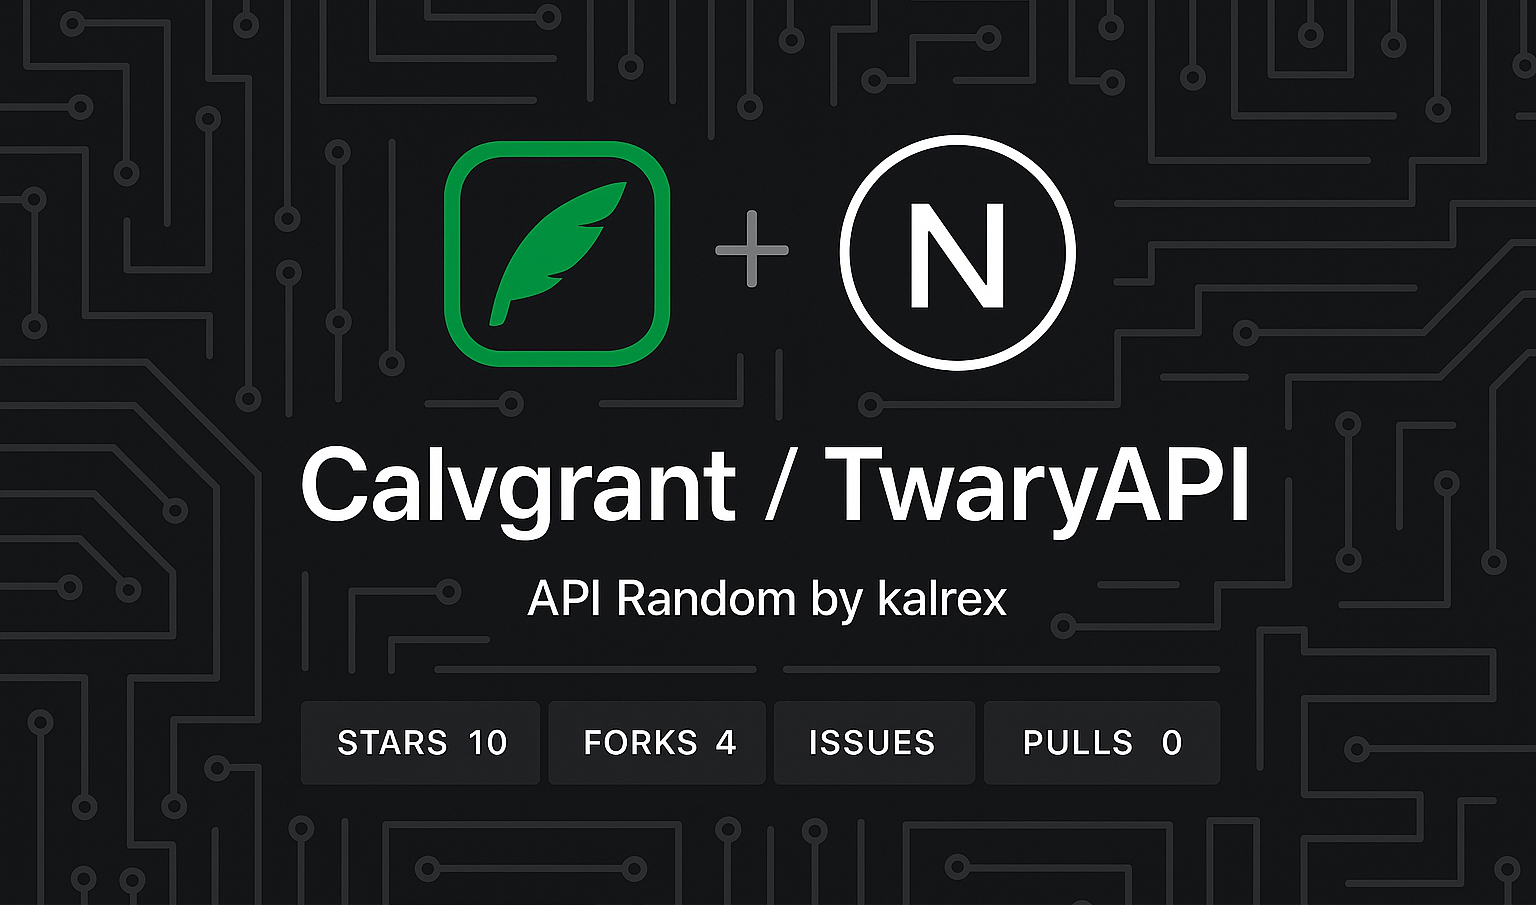 N
Calvgrant / TwaryAPI
API Random by kalrex
STARS 10
FORKS 4
ISSUES
PULLS 0